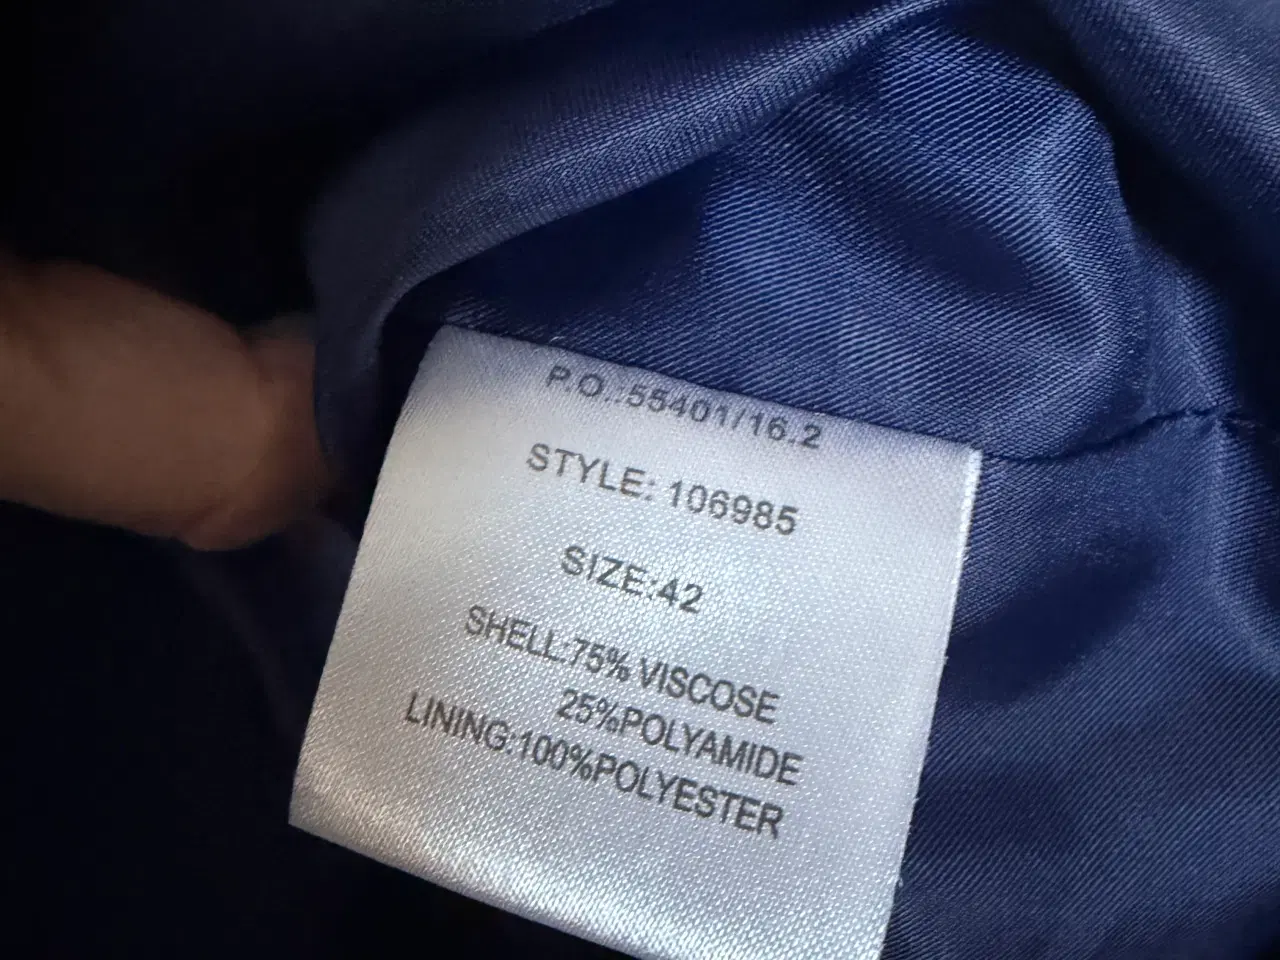 P.O.:55401/16.2
STYLE: 106985
SIZE:42
SHELL:75% VISCOSE
25%POLYAMIDE
LINING:100%POLYESTER